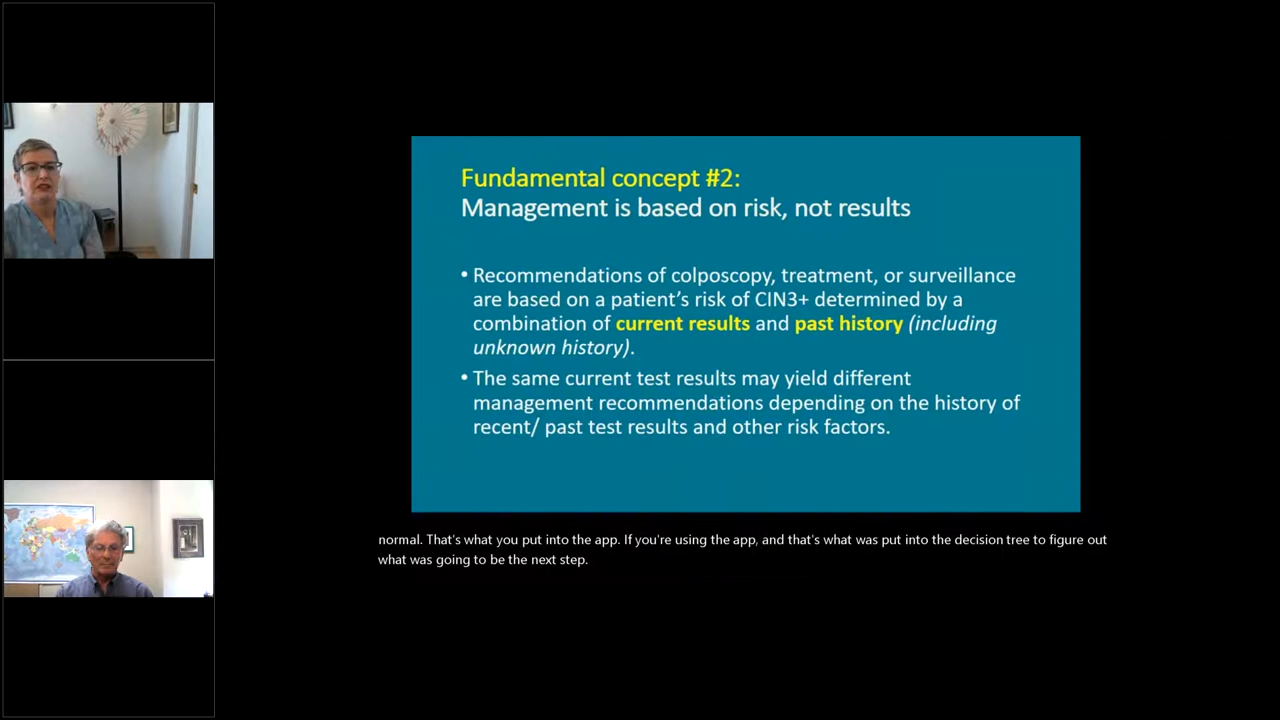 Fundamental concept #2:
Management is based on risk, not results
• Recommendations of colposcopy, treatment, or surveillance
are based on a patient's risk of CIN3+ determined by a
combination of current results and past history (including
unknown history).
• The same current test results may yield different
management recommendations depending on the history of
recent/ past test results and other risk factors.
normal. That's what you put into the app. If you're using the app, and that's what was put into the decision tree to figure out
what was going to be the next step.